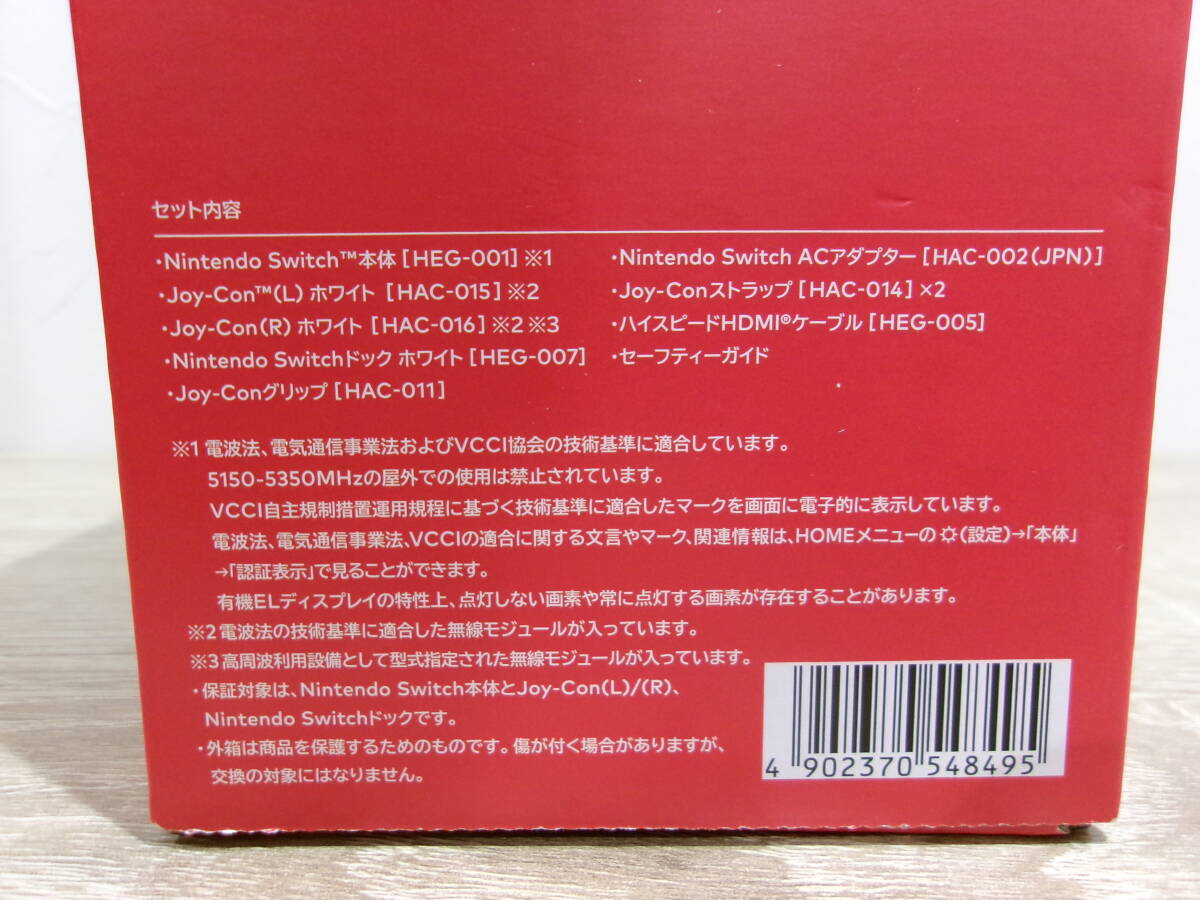 セット内容
・Nintendo Switch™本体 [HEG-001] ※1
・Joy-Con™(L) ホワイト [HAC-015] ※2
・Joy-Con(R) ホワイト [HAC-016] ※2 ※3
・Nintendo Switchドック ホワイト [HEG-007]
・Joy-Conグリップ [HAC-011]
・Nintendo Switch ACアダプター [HAC-002(JPN)]
・Joy-Conストラップ [HAC-014] ×2
・ハイスピードHDMI®ケーブル [HEG-005]
・セーフティーガイド
※1 電波法、電気通信事業法およびVCCI協会の技術基準に適合しています。
5150-5350MHzの屋外での使用は禁止されています。
VCCI自主規制措置運用規程に基づく技術基準に適合したマークを画面に電子的に表示しています。
電波法、電気通信事業法、VCCIの適合に関する文言やマーク、関連情報は、HOMEメニューの☼(設定)→「本体」
→「認証表示」で見ることができます。
有機ELディスプレイの特性上、点灯しない画素や常に点灯する画素が存在することがあります。
※2 電波法の技術基準に適合した無線モジュールが入っています。
※3 高周波利用設備として型式指定された無線モジュールが入っています。
・保証対象は、Nintendo Switch本体とJoy-Con(L)/(R)、
Nintendo Switchドックです。
・外箱は商品を保護するためのものです。傷が付く場合がありますが、
交換の対象にはなりません。
4 902370 548495